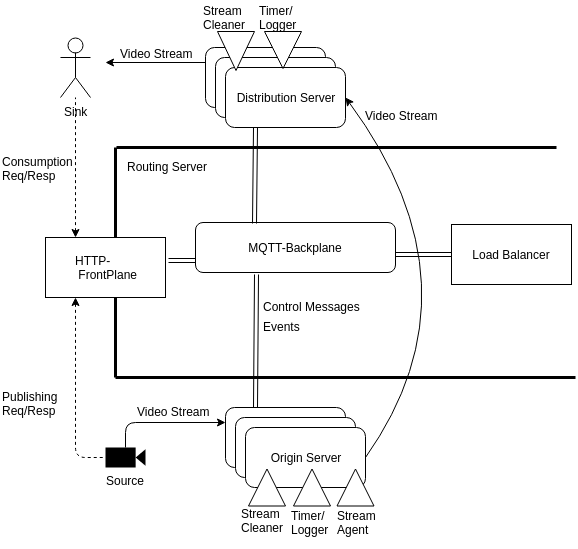 Stream
Cleaner
Timer/
Logger
Video Stream
Distribution Server
Sink
Video Stream
Consumption
Req/Resp
Routing Server
HTTP-
FrontPlane
MQTT-Backplane
Load Balancer
Control Messages
Events
Publishing
Req/Resp
Video Stream
Origin Server
Source
Stream
Cleaner
Timer/
Logger
Stream
Agent